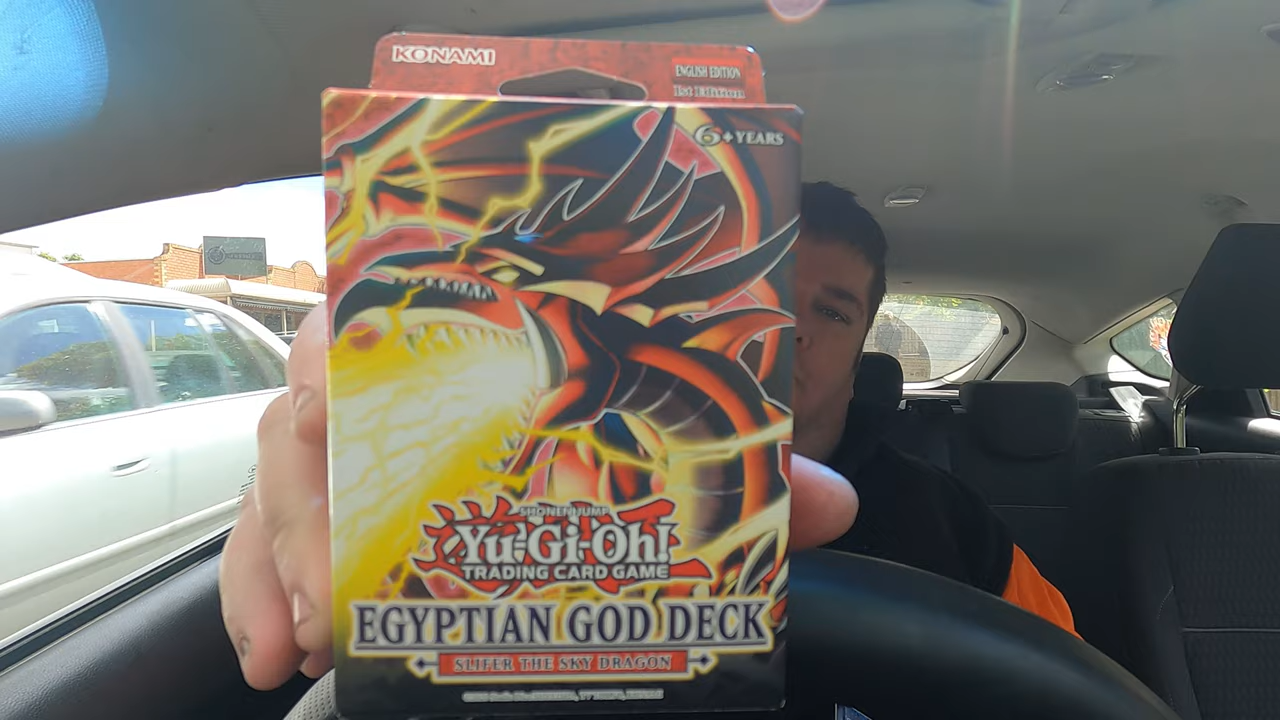 KONAMI
ENGLISH EDITION
1st Edition
6+ YEARS
SHONEN JUMP
Yu-Gi-Oh!
TRADING CARD GAME
EGYPTIAN GOD DECK
SLIFER THE SKY DRAGON